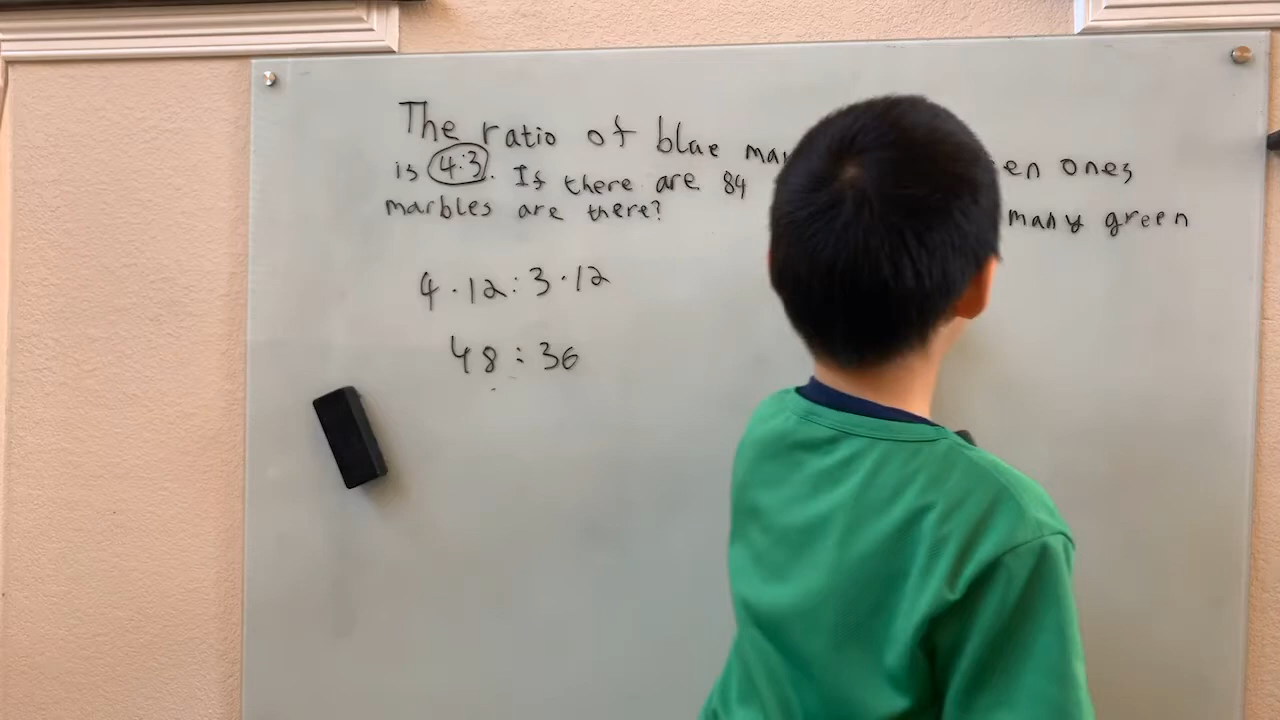 The ratio of blue en ones
is 4:3. If there are 84
marbles are there? many green
4 · 12 : 3 · 12
48 : 36